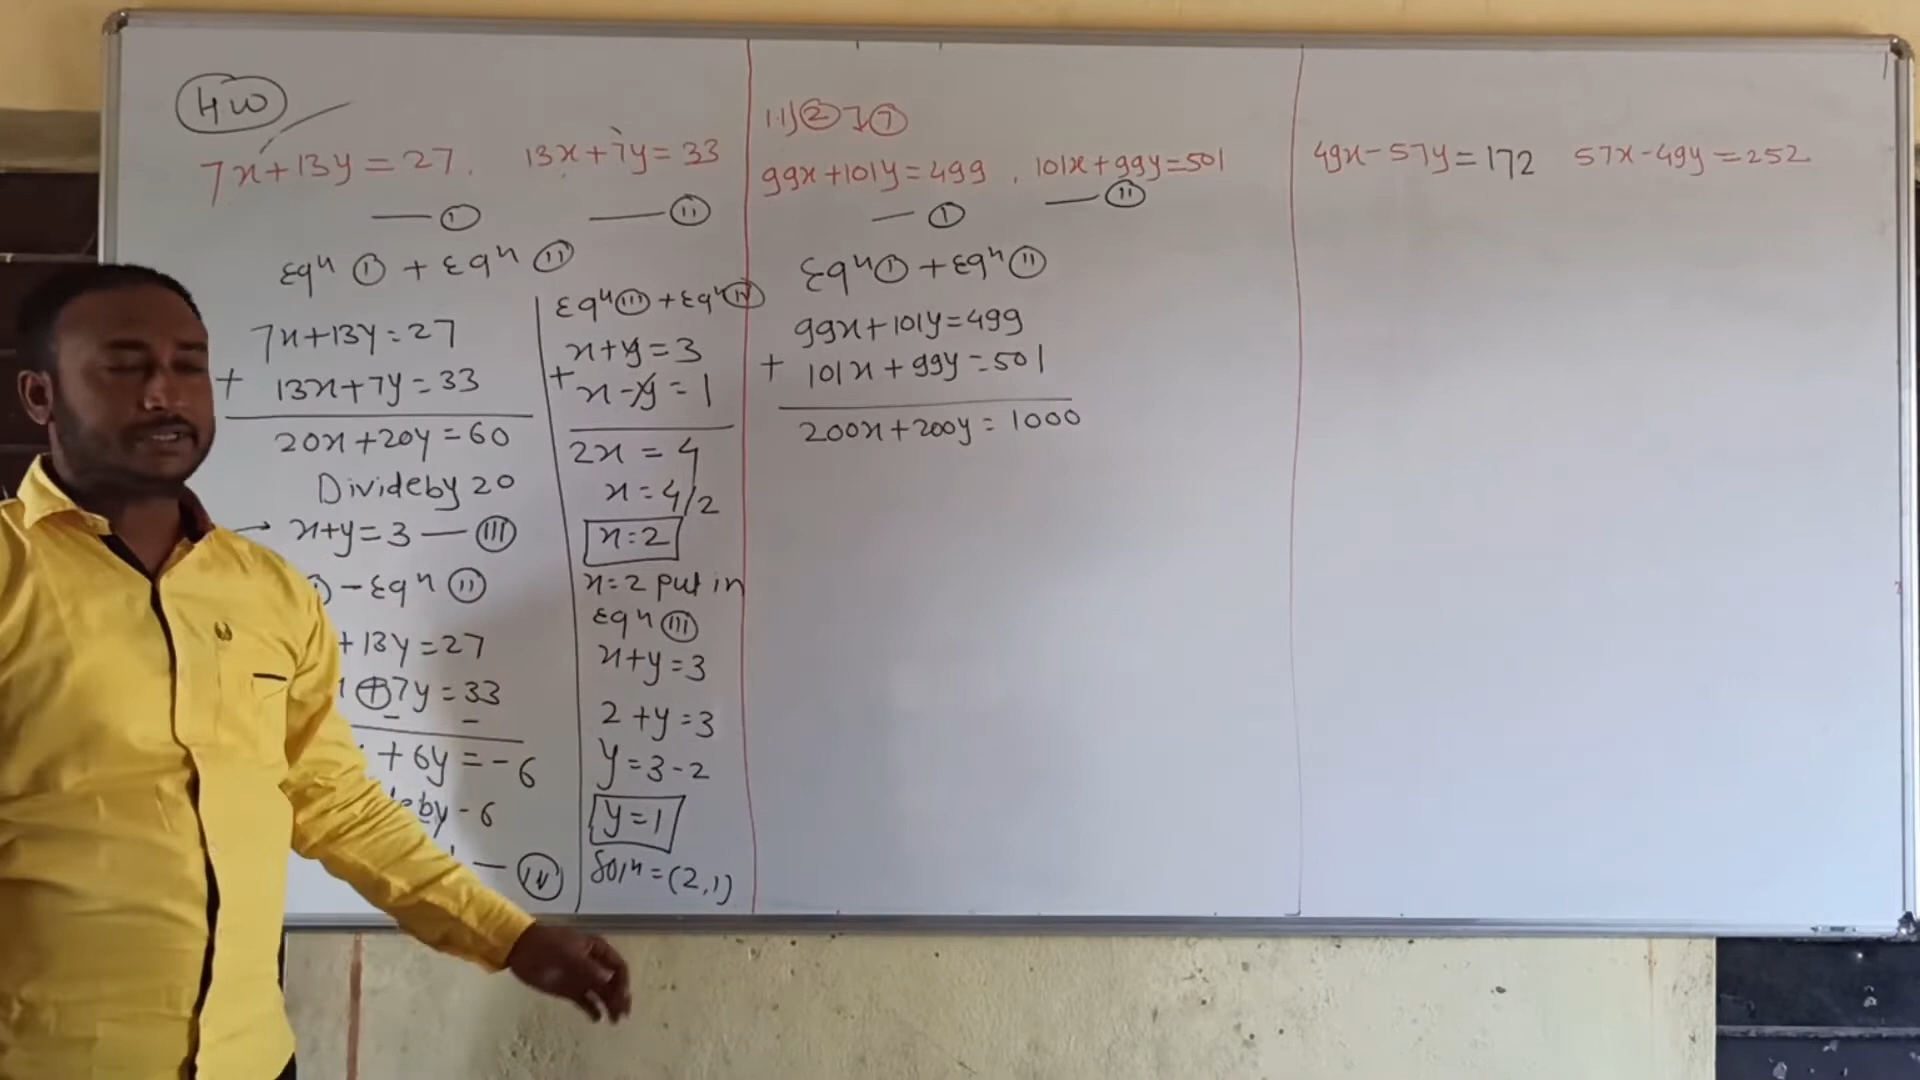 HW
7x+13y=27, 13x+7y=33
— (I) — (II)
Eqⁿ (I) + Eqⁿ (II)
7x+13y=27
+ 13x+7y=33
20x+20y=60
Divideby 20
→ x+y=3 — (III)
- Eqⁿ (II)
+13y=27
+7y=33
- -
+6y=-6
by-6
— (IV)
Eqⁿ (III) + Eqⁿ (IV)
x+y=3
+ x-y=1
2x=4
x=4/2
x=2
x=2 put in
Eqⁿ (III)
x+y=3
2+y=3
y=3-2
y=1
Solⁿ=(2,1)
1.1) (2) (7)
99x+101y=499, 101x+99y=501
— (I) — (II)
Eqⁿ (I) + Eqⁿ (II)
99x+101y=499
+ 101x+99y=501
200x+200y=1000
49x-57y=172 57x-49y=252